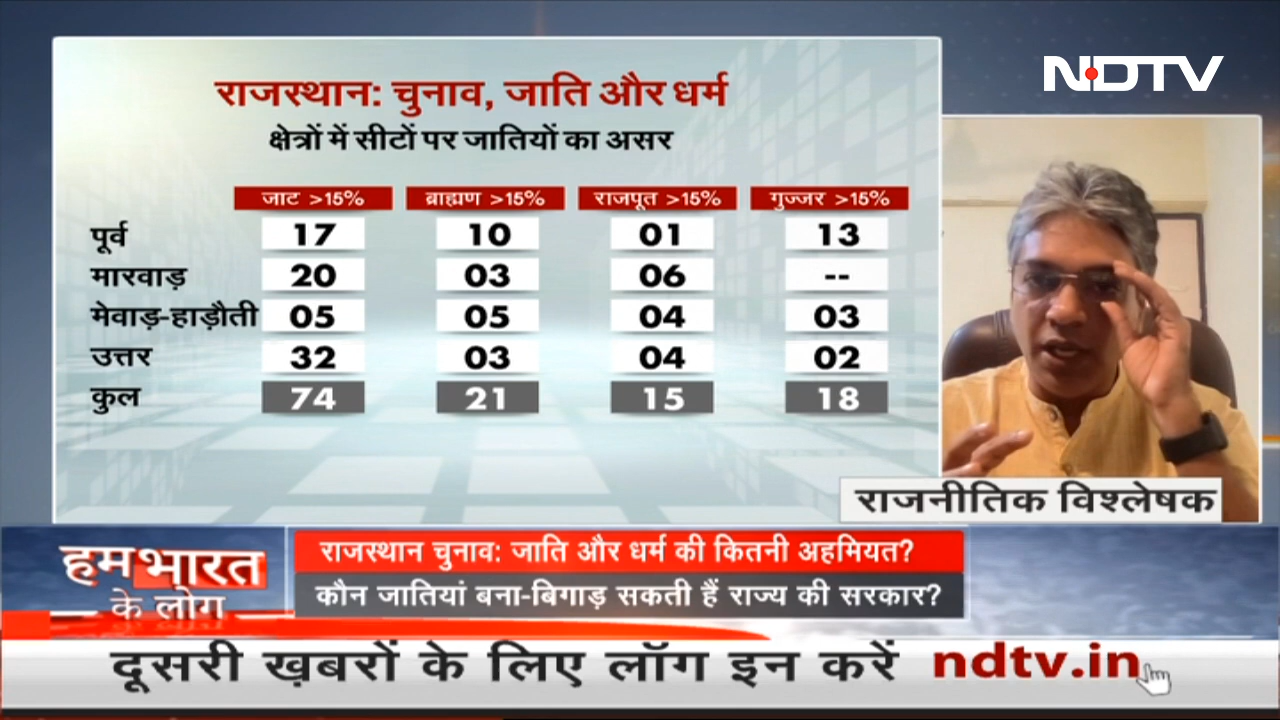 राजस्थान: चुनाव, जाति और धर्म
क्षेत्रों में सीटों पर जातियों का असर
जाट >15% ब्राह्मण >15% राजपूत >15% गुज्जर >15%
पूर्व 17 10 01 13
मारवाड़ 20 03 06 --
मेवाड़-हाड़ौती 05 05 04 03
उत्तर 32 03 04 02
कुल 74 21 15 18
NDTV
राजनीतिक विश्लेषक
हम भारत
के लोग
राजस्थान चुनाव: जाति और धर्म की कितनी अहमियत?
कौन जातियां बना-बिगाड़ सकती हैं राज्य की सरकार?
दूसरी ख़बरों के लिए लॉग इन करें ndtv.in